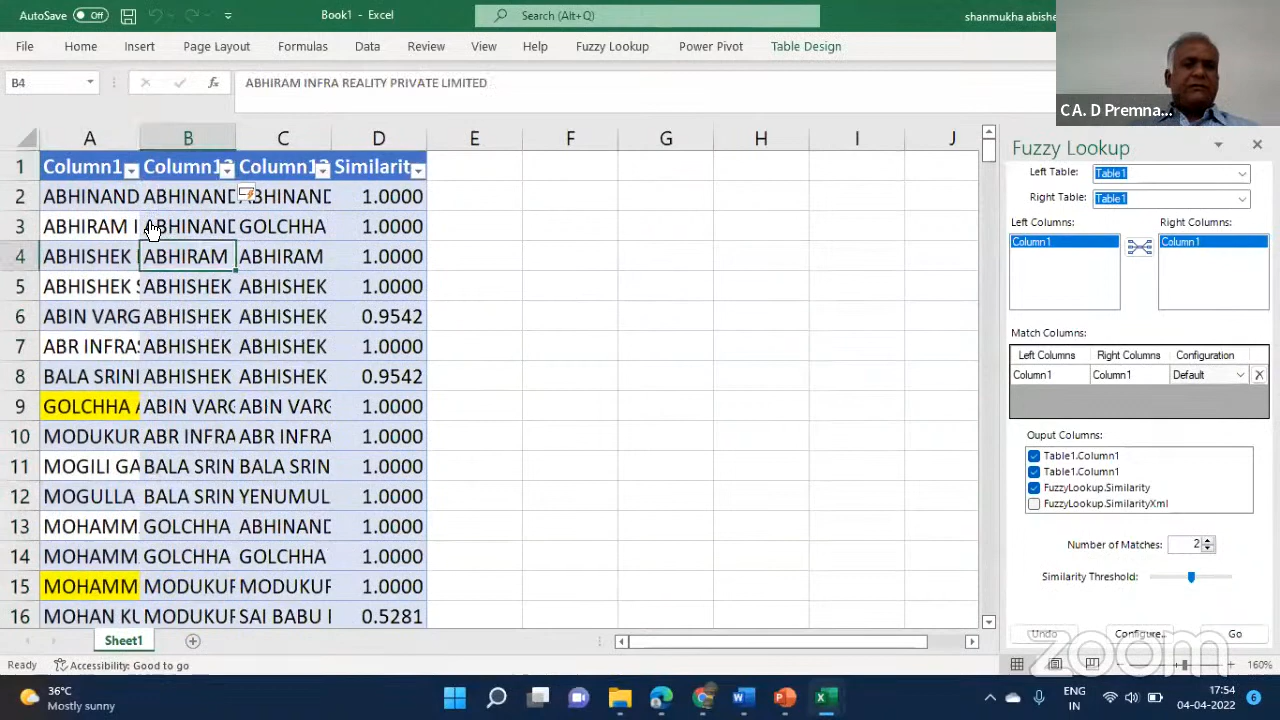 AutoSave Off Book1 - Excel Search (Alt+Q) shanmukha abishe
File Home Insert Page Layout Formulas Data Review View Help Fuzzy Lookup Power Pivot Table Design
B4 fx ABHIRAM INFRA REALITY PRIVATE LIMITED
CA. D Premna...
A B C D E F G H I J
1 Column1 Column12 Column13 Similarit
2 ABHINAND ABHINAND ABHINAND 1.0000
3 ABHIRAM I ABHINAND GOLCHHA 1.0000
4 ABHISHEK ABHIRAM ABHIRAM 1.0000
5 ABHISHEK S ABHISHEK ABHISHEK 1.0000
6 ABIN VARG ABHISHEK ABHISHEK 0.9542
7 ABR INFRAS ABHISHEK ABHISHEK 1.0000
8 BALA SRINI ABHISHEK ABHISHEK 0.9542
9 GOLCHHA A ABIN VARG ABIN VARG 1.0000
10 MODUKUR ABR INFRA ABR INFRA 1.0000
11 MOGILI GA BALA SRIN BALA SRIN 1.0000
12 MOGULLA BALA SRIN YENUMUL 1.0000
13 MOHAMM GOLCHHA ABHINAND 1.0000
14 MOHAMM GOLCHHA GOLCHHA 1.0000
15 MOHAMM MODUKUR MODUKUR 1.0000
16 MOHAN KU MODUKUR SAI BABU 0.5281
Sheet1
Ready Accessibility: Good to go 160%
Fuzzy Lookup
Left Table: Table1
Right Table: Table1
Left Columns: Right Columns:
Column1 Column1
Match Columns:
Left Columns Right Columns Configuration
Column1 Column1 Default
Ouput Columns:
Table1.Column1
Table1.Column1
FuzzyLookup.Similarity
FuzzyLookup.SimilarityXml
Number of Matches: 2
Similarity Threshold:
Undo Configure... Go
zoom
36°C
Mostly sunny
ENG
IN
17:54
04-04-2022
6